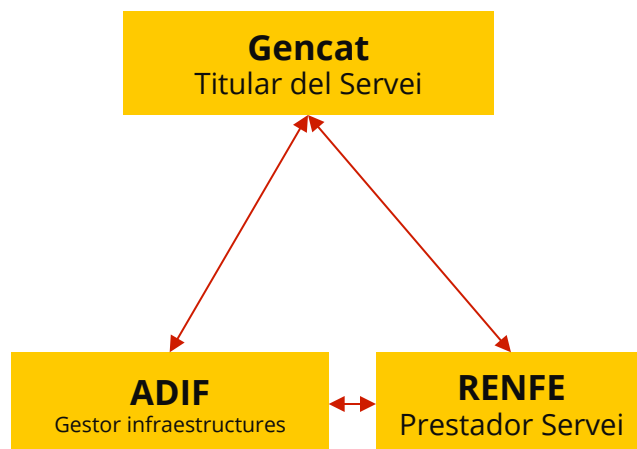 Gencat
Titular del Servei
ADIF
Gestor infraestructures
RENFE
Prestador Servei